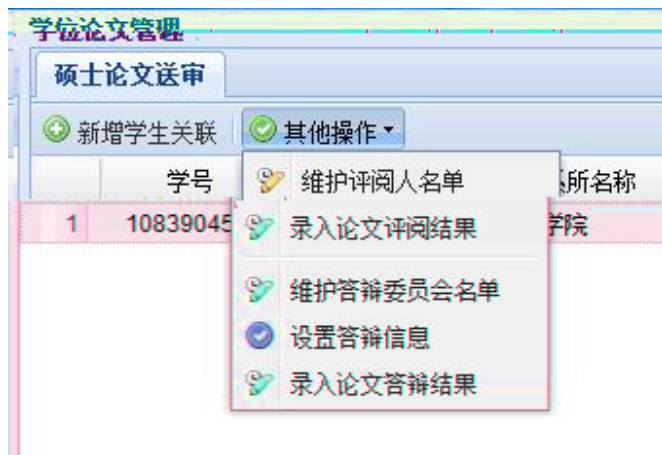 学位论文管理
硕士论文送审
新增学生关联 其他操作
学号 所名称
维护评阅人名单
1 10839045 学院
录入论文评阅结果
维护答辩委员会名单
设置答辩信息
录入论文答辩结果